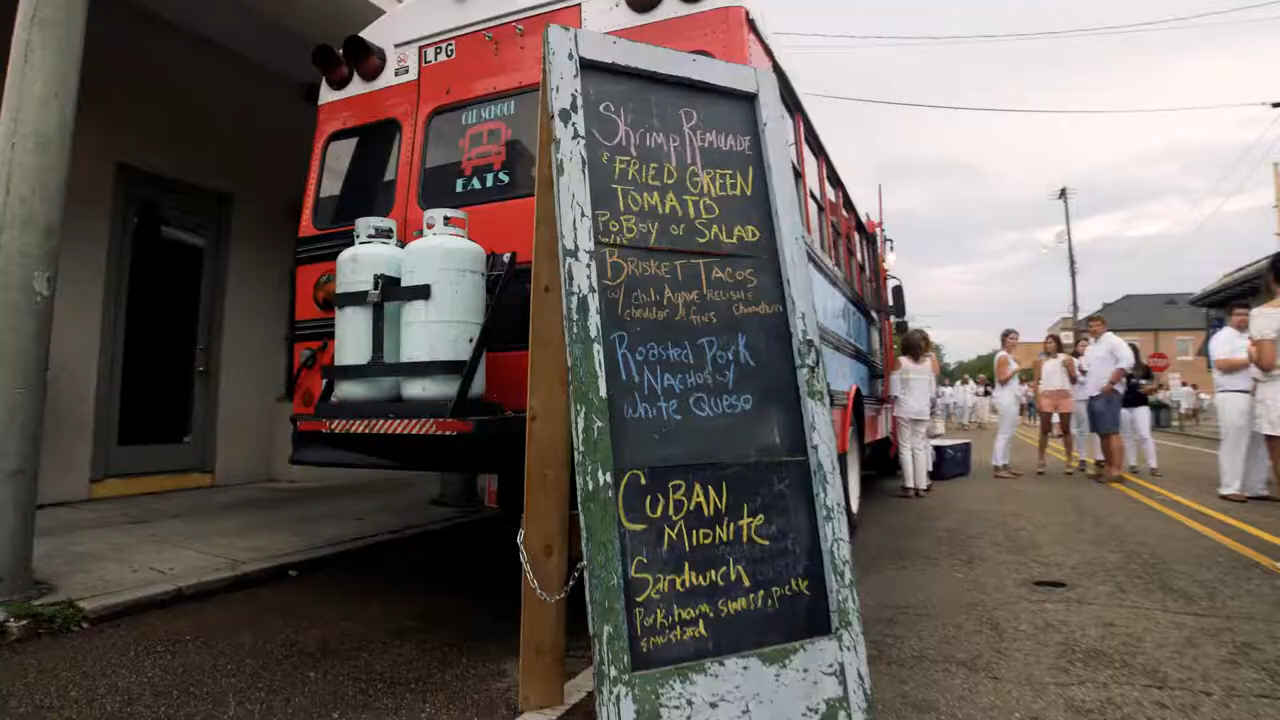 LPG
OLD SCHOOL
EATS
Shrimp Remulade
& FRIED GREEN
TOMATO
PoBoy or SALAD
w/
BRISKET TACOS
w/ Chili Agave RELISH &
cheddar & fries
Roasted Pork
NACHOS w/
white Queso
CUBAN
MIDNite
Sandwich
Pork, ham, swiss, pickle
& mustard